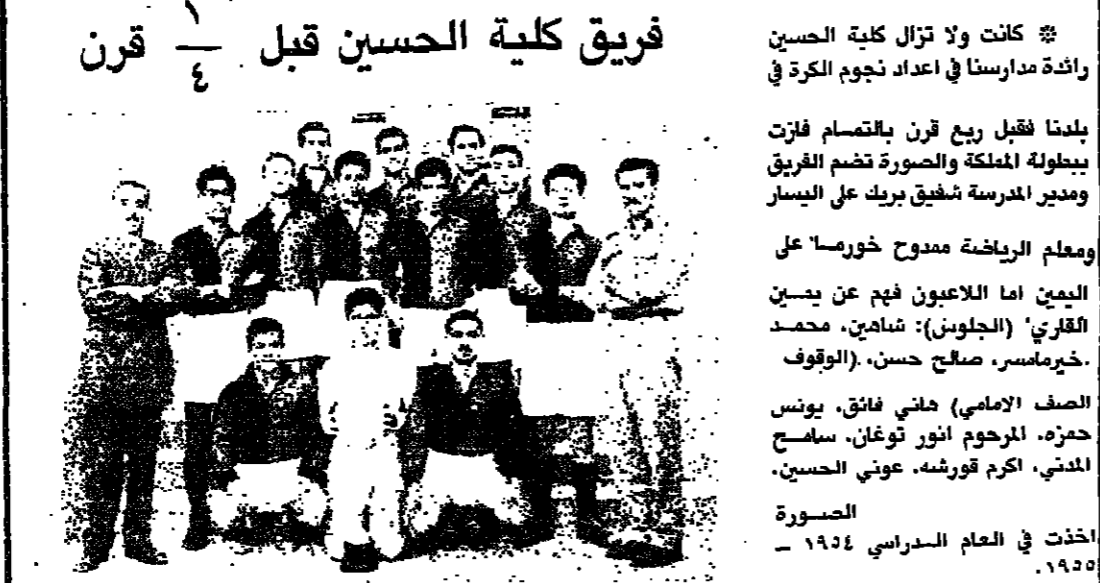 فريق كلية الحسين قبل ١/٤ قرن
❊ كانت ولا تزال كلية الحسين
رائدة مدارسنا في اعداد نجوم الكرة في
بلدنا فقبل ربع قرن بالتمام فازت
ببطولة المملكة والصورة تضم الفريق
ومدير المدرسة شفيق بريك على اليسار
ومعلم الرياضة ممدوح خورما على
اليمين اما اللاعبون فهم عن يمين
القاريء (الجلوس): شاهين، محمد
خيرمامسر، صالح حسن، (الوقوف
الصف الامامي) هاني فائق، يونس
حمزه، المرحوم انور توغان، سامح
المدني، اكرم قورشه، عوني الحسين.
الصورة
اخذت في العام الدراسي ١٩٥٤ –
١٩٥٥.